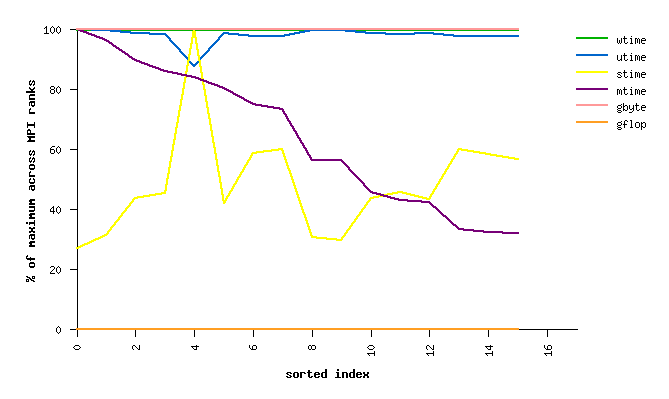 100
80
60
40
20
0
0 2 4 6 8 10 12 14 16
% of maximum across MPI ranks
sorted index
wtime
utime
stime
mtime
gbyte
gflop